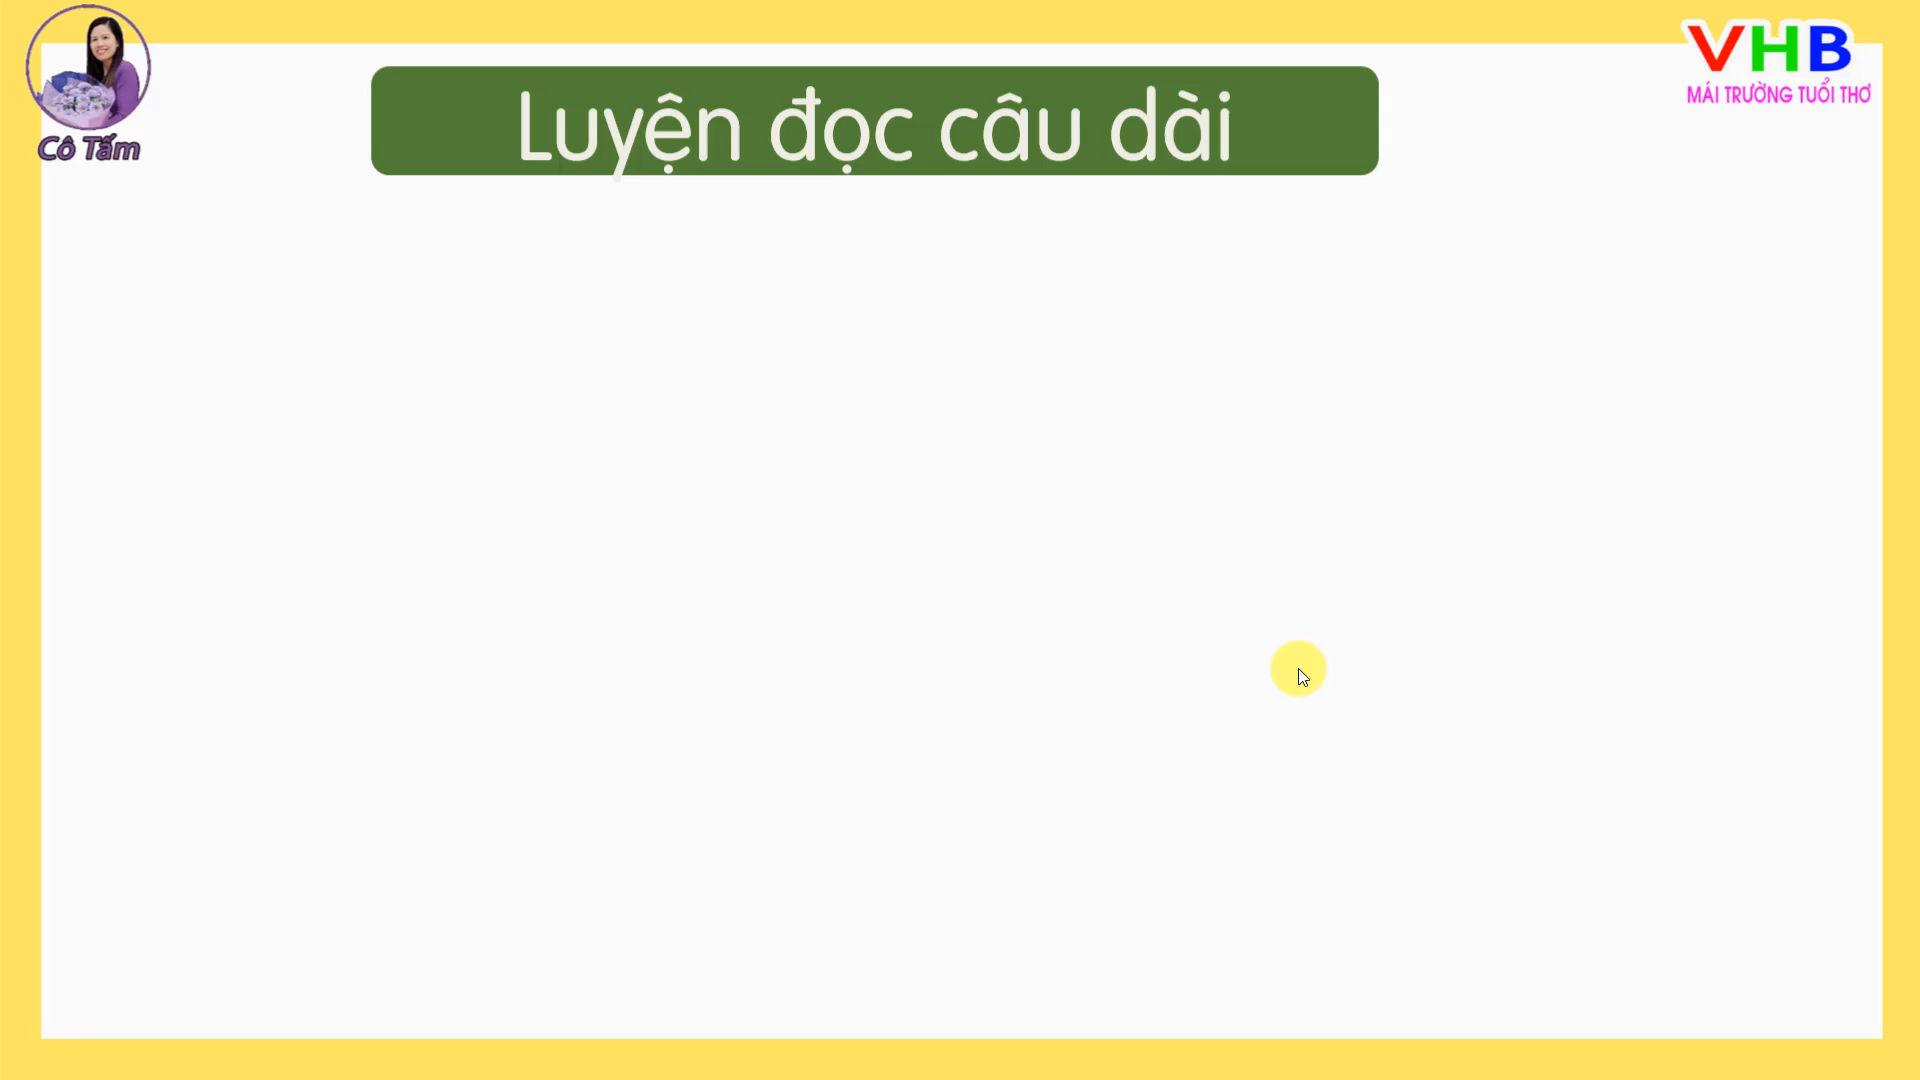 VHB
MÁI TRƯỜNG TUỔI THƠ
Cô Tấm
Luyện đọc câu dài